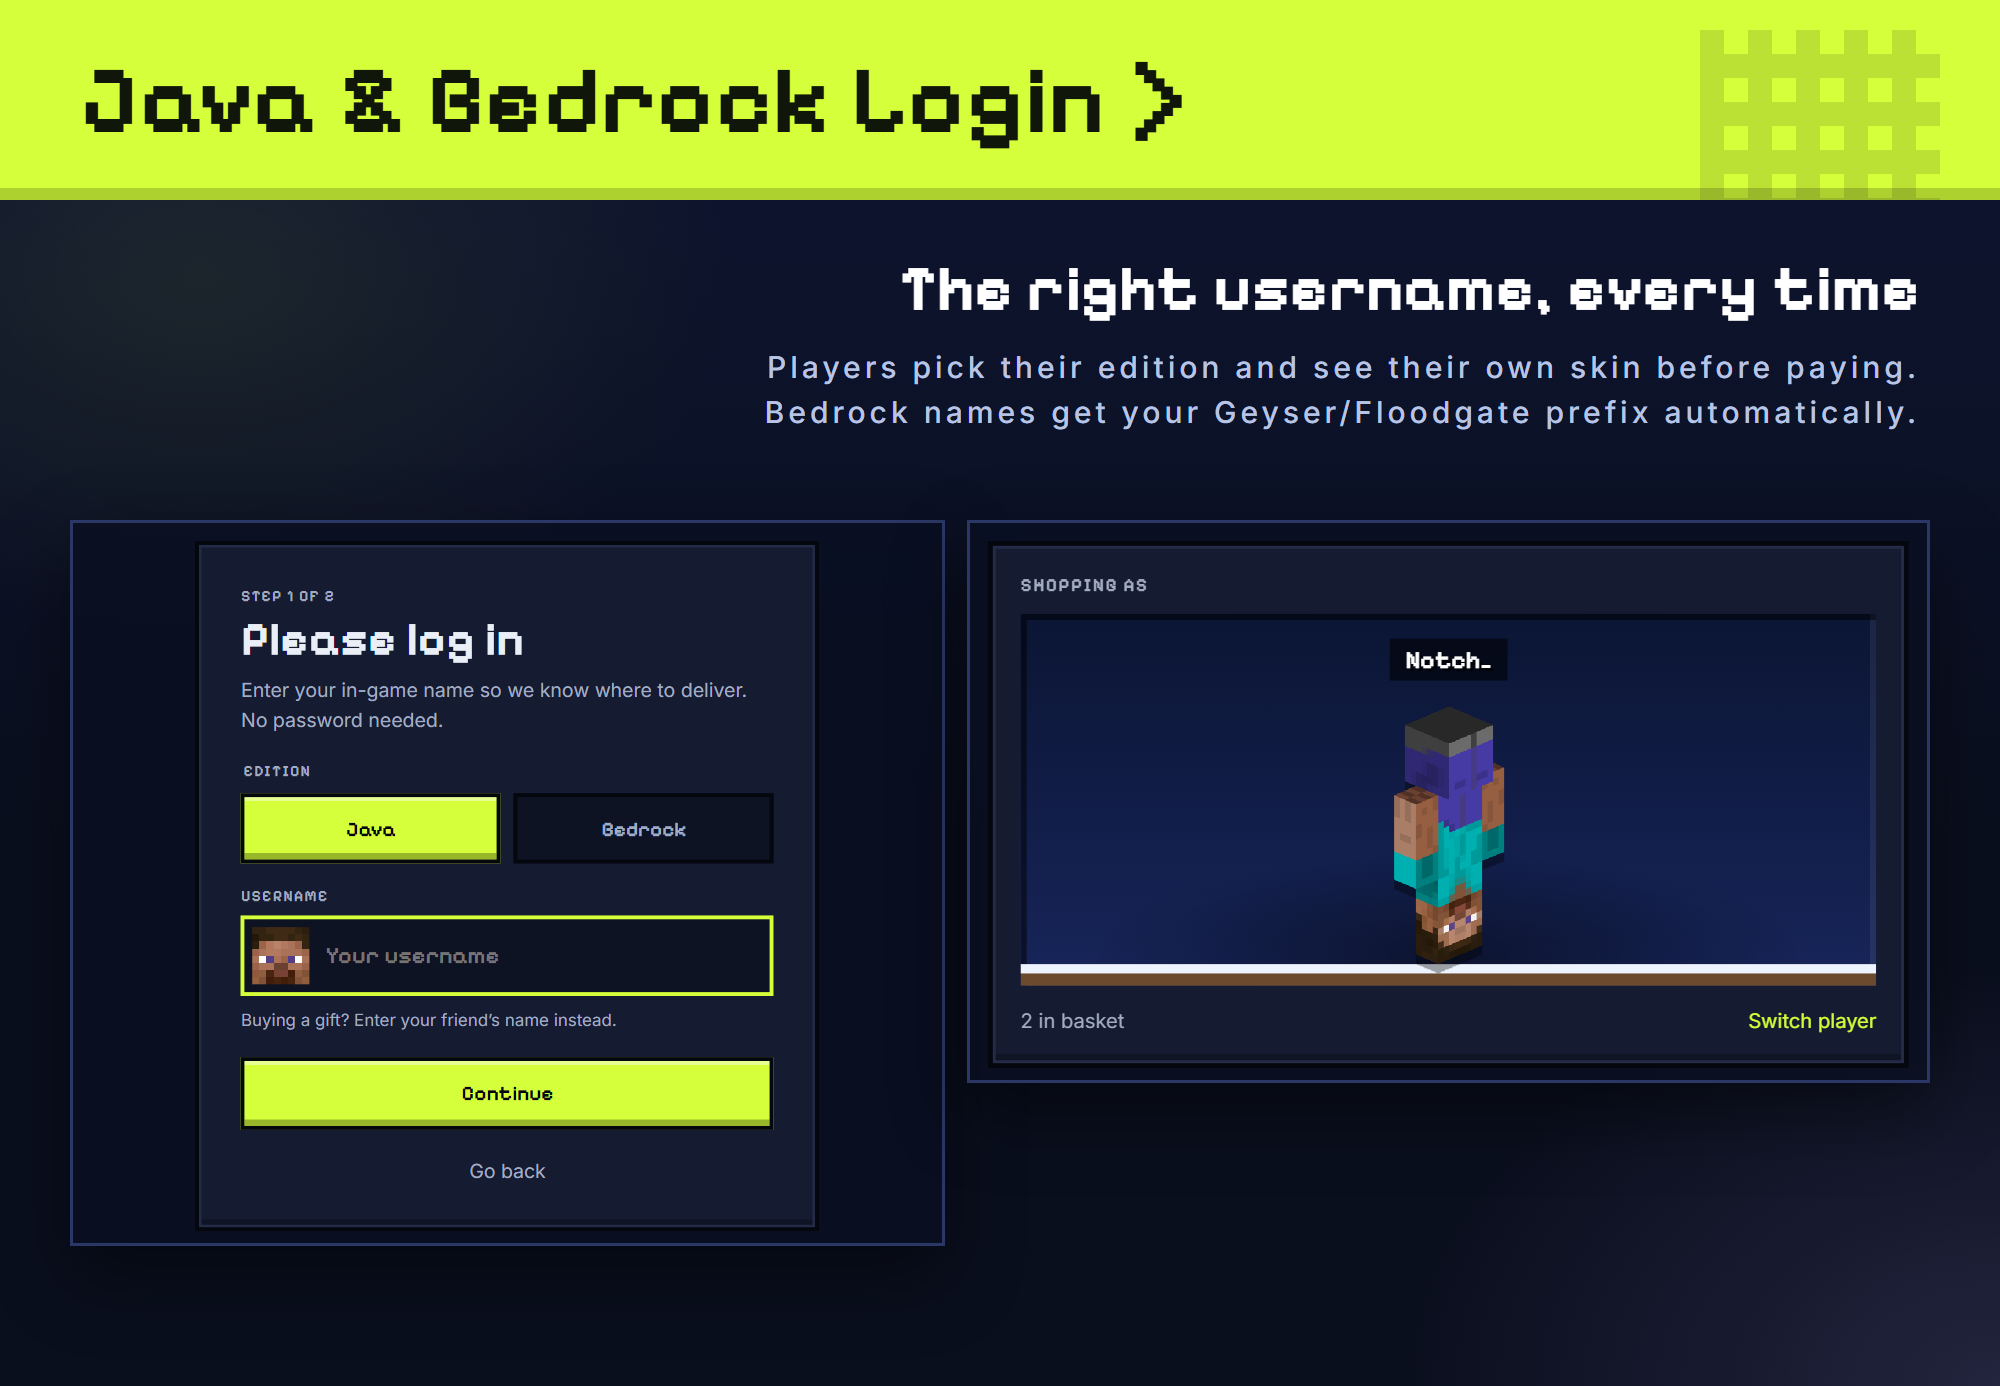 Java & Bedrock Login >
The right username, every time
Players pick their edition and see their own skin before paying.
Bedrock names get your Geyser/Floodgate prefix automatically.
STEP 1 OF 2
Please log in
Enter your in-game name so we know where to deliver.
No password needed.
EDITION
Java
Bedrock
USERNAME
Your username
Buying a gift? Enter your friend’s name instead.
Continue
Go back
SHOPPING AS
Notch_
2 in basket
Switch player